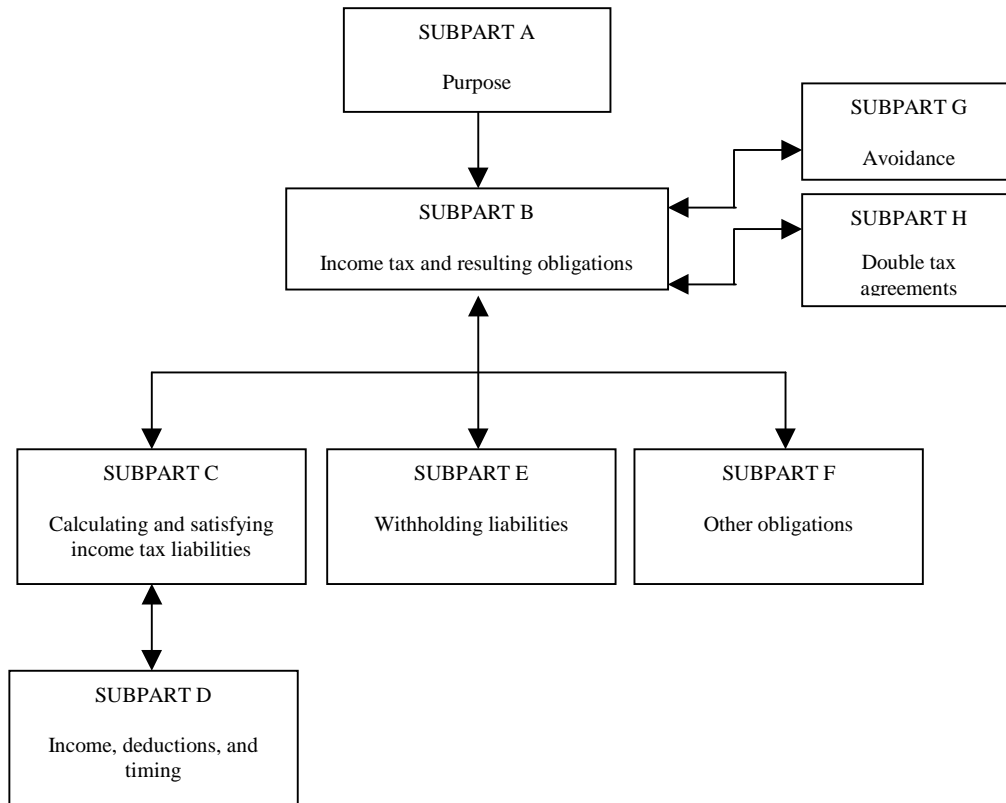 SUBPART A
Purpose
SUBPART G
Avoidance
SUBPART B
Income tax and resulting obligations
SUBPART H
Double tax
agreements
SUBPART C
Calculating and satisfying
income tax liabilities
SUBPART E
Withholding liabilities
SUBPART F
Other obligations
SUBPART D
Income, deductions, and
timing